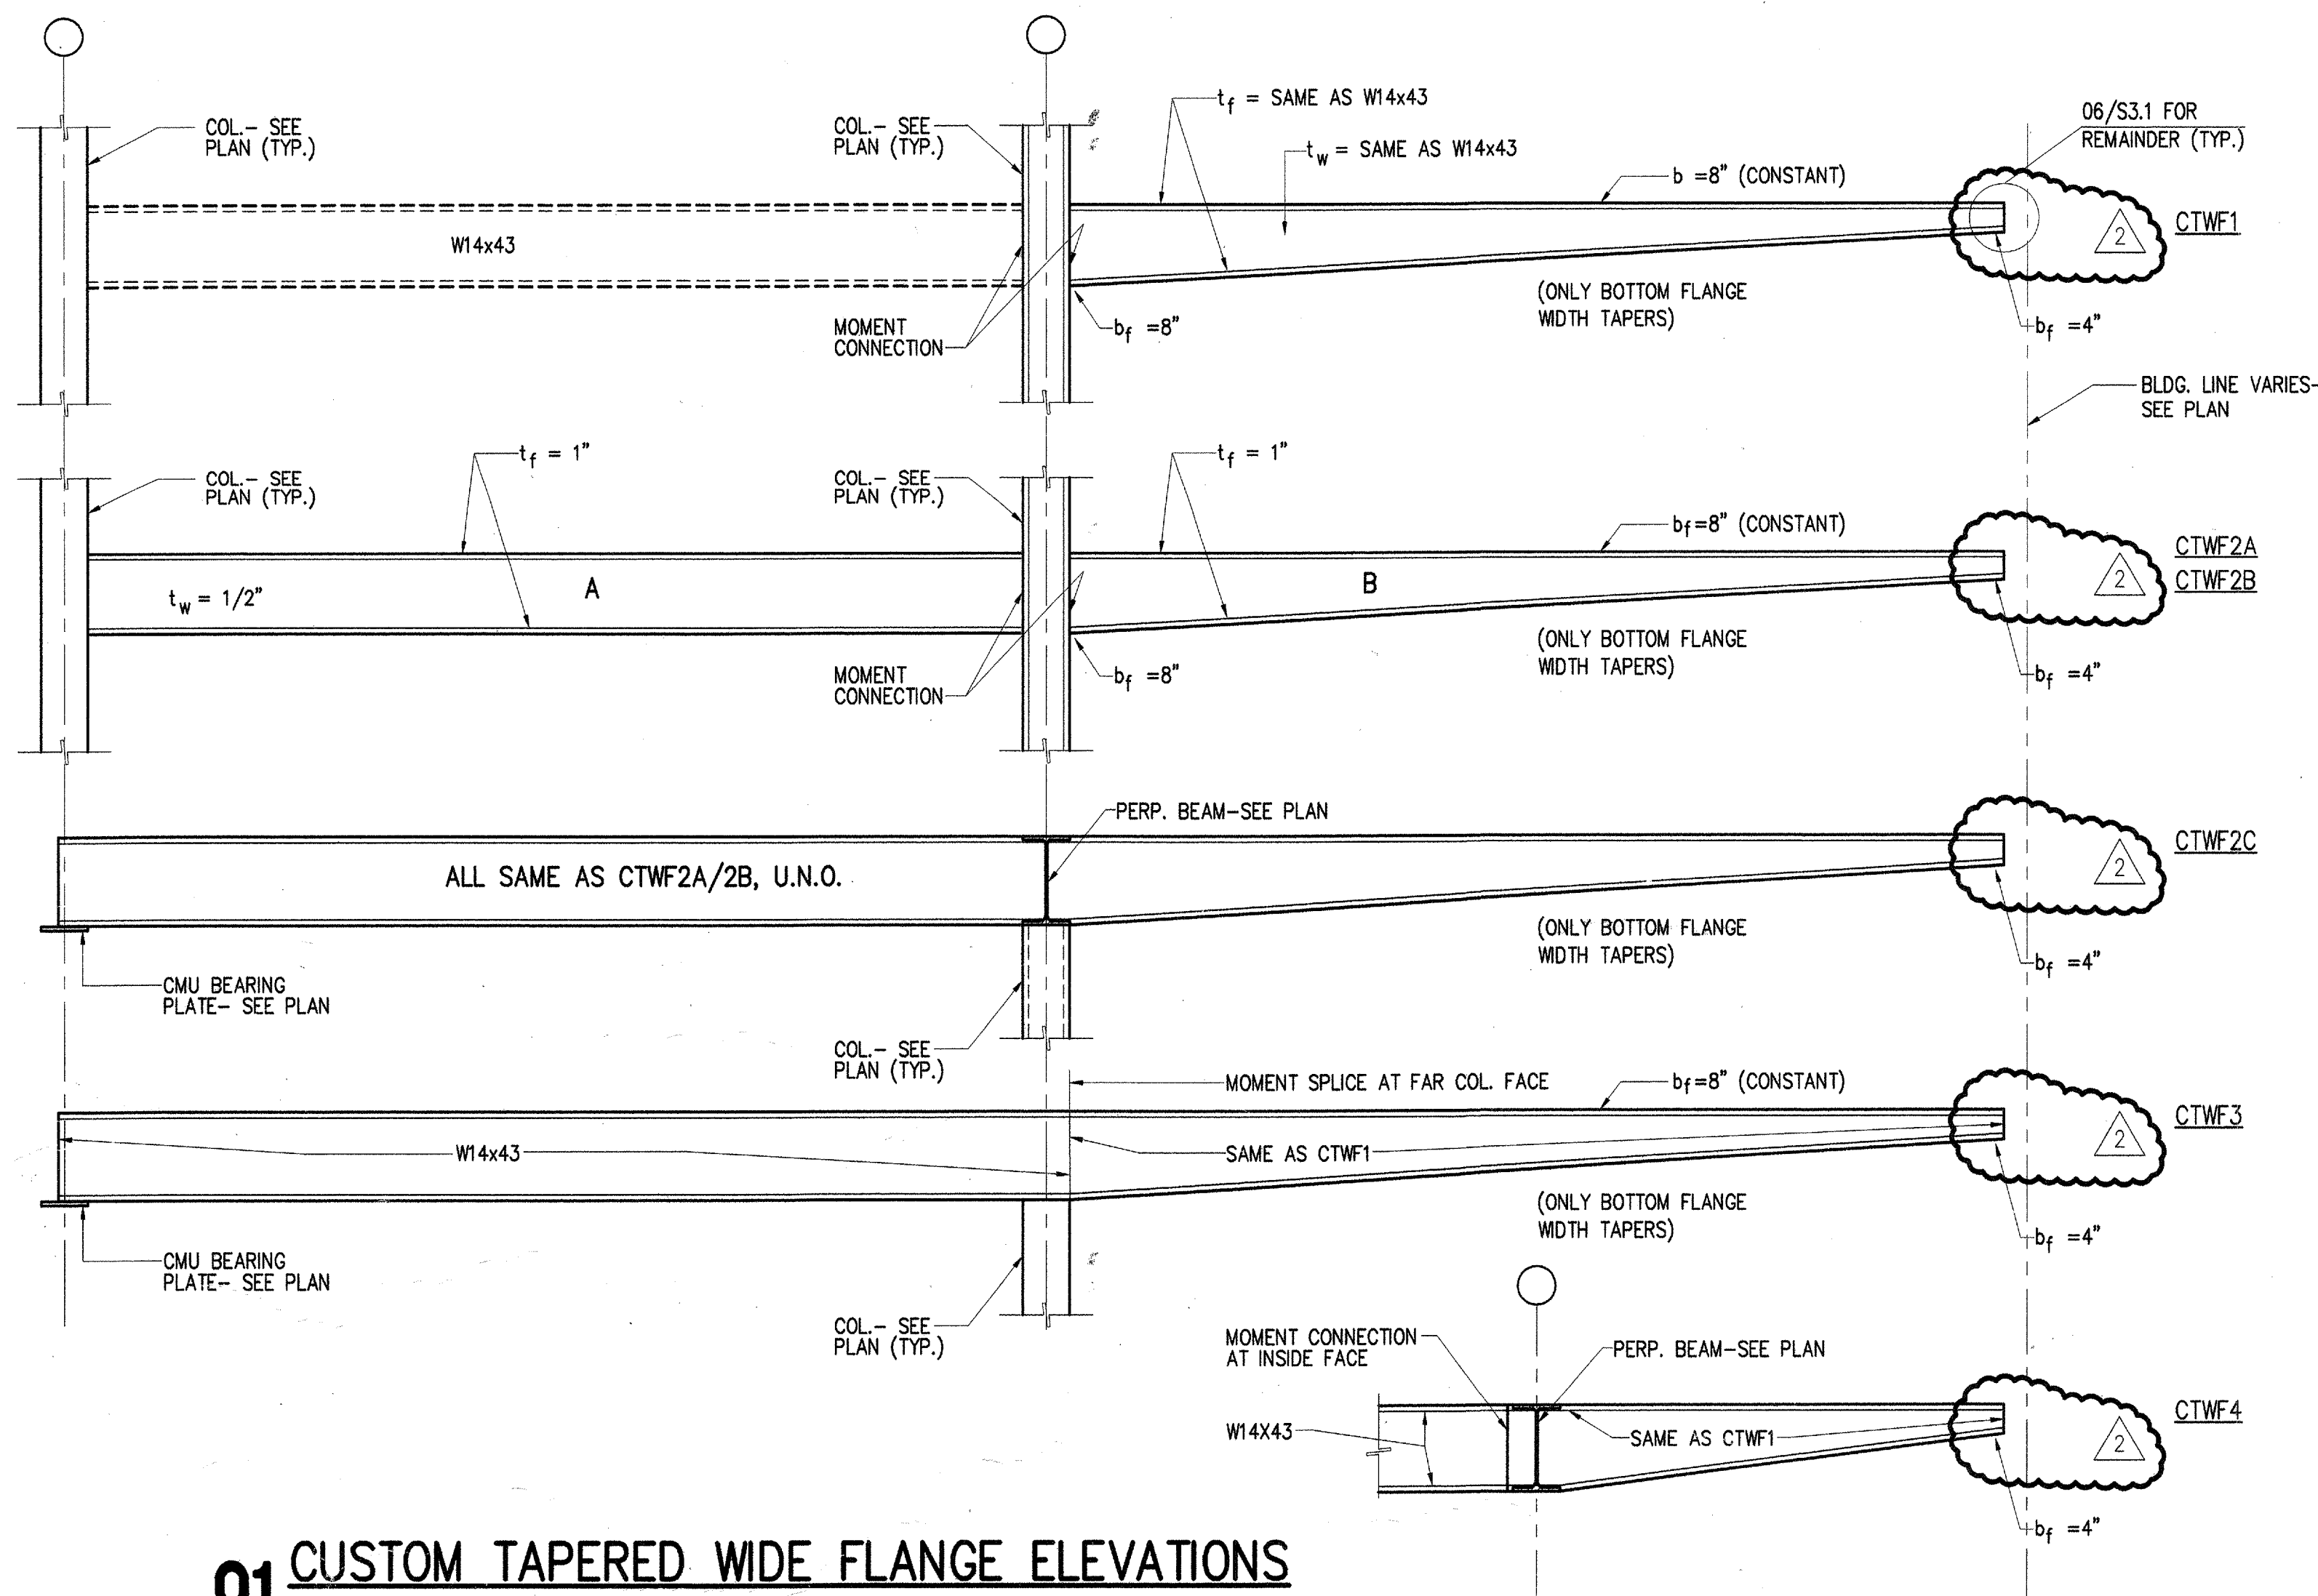 COL.- SEE
PLAN (TYP.)
COL.- SEE
PLAN (TYP.)
tf = SAME AS W14x43
tw = SAME AS W14x43
b =8" (CONSTANT)
06/S3.1 FOR
REMAINDER (TYP.)
W14x43
2
CTWF1
MOMENT
CONNECTION
bf =8"
(ONLY BOTTOM FLANGE
WIDTH TAPERS)
bf =4"
BLDG. LINE VARIES-
SEE PLAN
COL.- SEE
PLAN (TYP.)
tf = 1"
COL.- SEE
PLAN (TYP.)
tf = 1"
bf=8" (CONSTANT)
tw = 1/2"
A
B
2
CTWF2A
CTWF2B
MOMENT
CONNECTION
bf =8"
(ONLY BOTTOM FLANGE
WIDTH TAPERS)
bf =4"
PERP. BEAM-SEE PLAN
ALL SAME AS CTWF2A/2B, U.N.O.
2
CTWF2C
CMU BEARING
PLATE- SEE PLAN
(ONLY BOTTOM FLANGE
WIDTH TAPERS)
bf =4"
COL.- SEE
PLAN (TYP.)
MOMENT SPLICE AT FAR COL. FACE
bf=8" (CONSTANT)
W14x43
SAME AS CTWF1
2
CTWF3
CMU BEARING
PLATE- SEE PLAN
(ONLY BOTTOM FLANGE
WIDTH TAPERS)
bf =4"
COL.- SEE
PLAN (TYP.)
MOMENT CONNECTION
AT INSIDE FACE
PERP. BEAM-SEE PLAN
W14X43
SAME AS CTWF1
2
CTWF4
bf =4"
01 CUSTOM TAPERED WIDE FLANGE ELEVATIONS